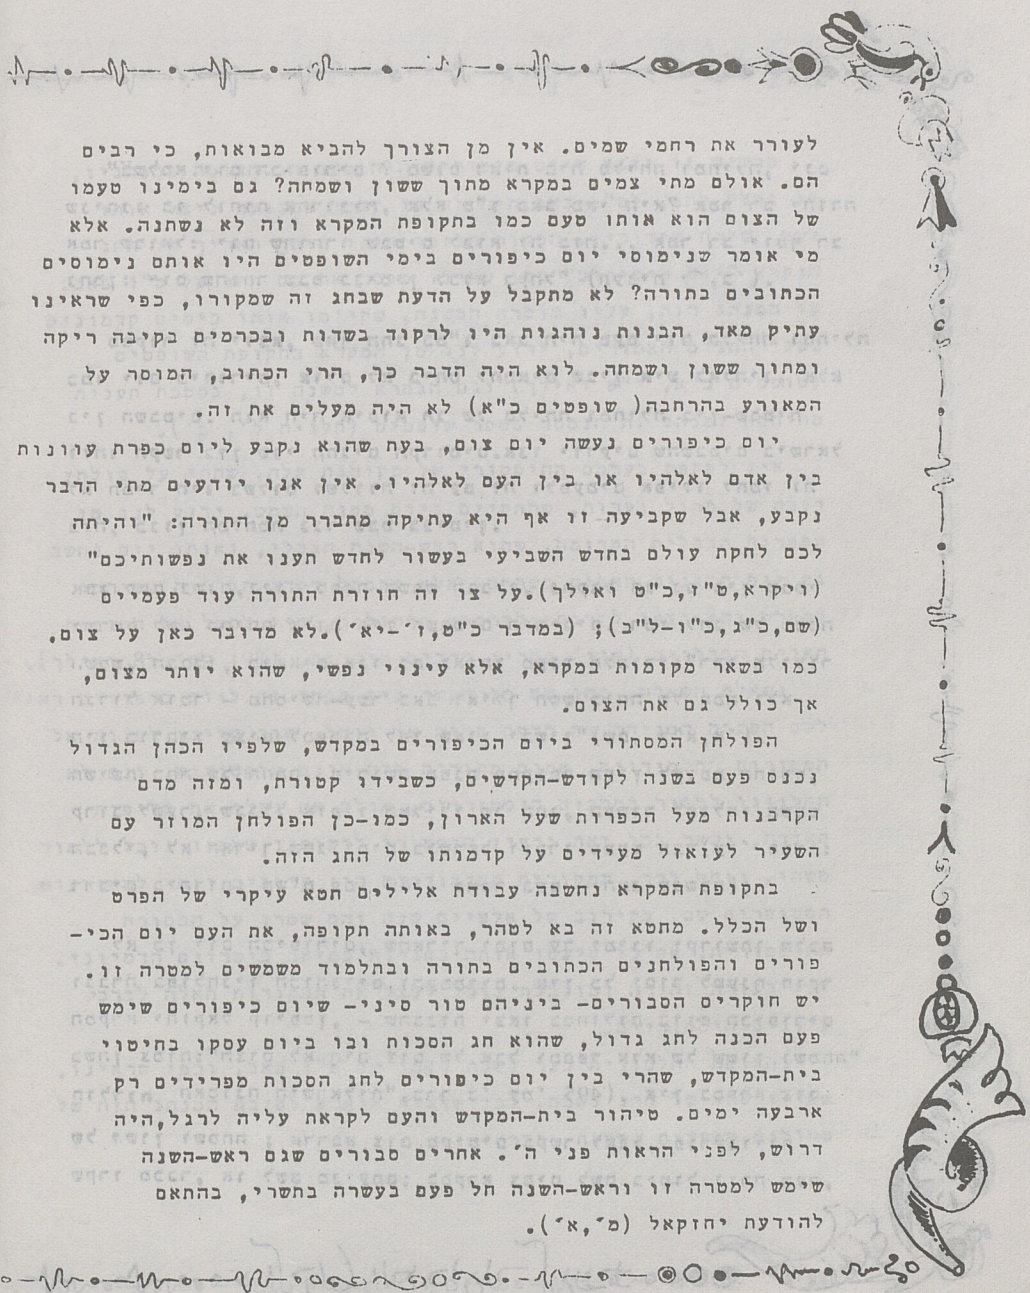 לעורר את רחמי שמים. אין מן הצורך להביא מבואות, כי רבים
הם. אולם מתי צמים במקרא מתוך ששון ושמחה? גם בימינו טעמו
של הצום הוא אותו טעם כמו בתקופת המקרא וזה לא נשתנה. אלא
מי אומר שנימוסי יום כיפורים בימי השופטים היו אותם נימוסים
הכתובים בתורה? לא מתקבל על הדעת שבחג זה שמקורו, כפי שראינו
עתיק מאד, הבנות נוהגות היו לרקוד בשדות ובכרמים בקיבה ריקה
ומתוך ששון ושמחה. לוא היה הדבר כך, הרי הכתוב, המוסר על
המאורע בהרחבה( שופטים כ"א) לא היה מעלים את זה.
יום כיפורים נעשה יום צום, בעת שהוא נקבע ליום כפרת עוונות
בין אדם לאלהיו או בין העם לאלהיו. אין אנו יודעים מתי הדבר
נקבע, אבל שקביעה זו אף היא עתיקה מתברר מן התורה: "והיתה
לכם לחקת עולם בחדש השביעי בעשור לחדש תענו את נפשותיכם"
(ויקרא,ט"ז,כ"ט ואילך).על צו זה חוזרת התורה עוד פעמיים
(שם,כ"ג,כ"ו-ל"ב); (במדבר כ"ט,ז׳-יא׳).לא מדובר כאן על צום,
כמו בשאר מקומות במקרא, אלא עינוי נפשי, שהוא יותר מצום,
אך כולל גם את הצום.
הפולחן המסתורי ביום הכיפורים במקדש, שלפיו הכהן הגדול
נכנס פעם בשנה לקודש-הקדשים, כשבידו קטורת, ומזה מדם
הקרבנות מעל הכפרות שעל הארון, כמו-כן הפולחן המוזר עם
השעיר לעזאזל מעידים על קדמותו של החג הזה.
בתקופת המקרא נחשבה עבודת אלילים חטא עיקרי של הפרט
ושל הכלל. מחטא זה בא לטהר, באותה תקופה, את העם יום הכי-
פורים והפולחנים הכתובים בתורה ובתלמוד משמשים למטרה זו.
יש חוקרים הסבורים- ביניהם טור סיני- שיום כיפורים שימש
פעם הכנה לחג גדול, שהוא חג הסכות ובו ביום עסקו בחיטוי
בית-המקדש, שהרי בין יום כיפורים לחג הסכות מפרידים רק
ארבעה ימים. טיהור בית-המקדש והעם לקראת עליה לרגל,היה
דרוש, לפני הראות פני ה׳. אחרים סבורים שגם ראש-השנה
שימש למטרה זו וראש-השנה חל פעם בעשרה בתשרי, בהתאם
להודעת יחזקאל (מ׳,א׳).